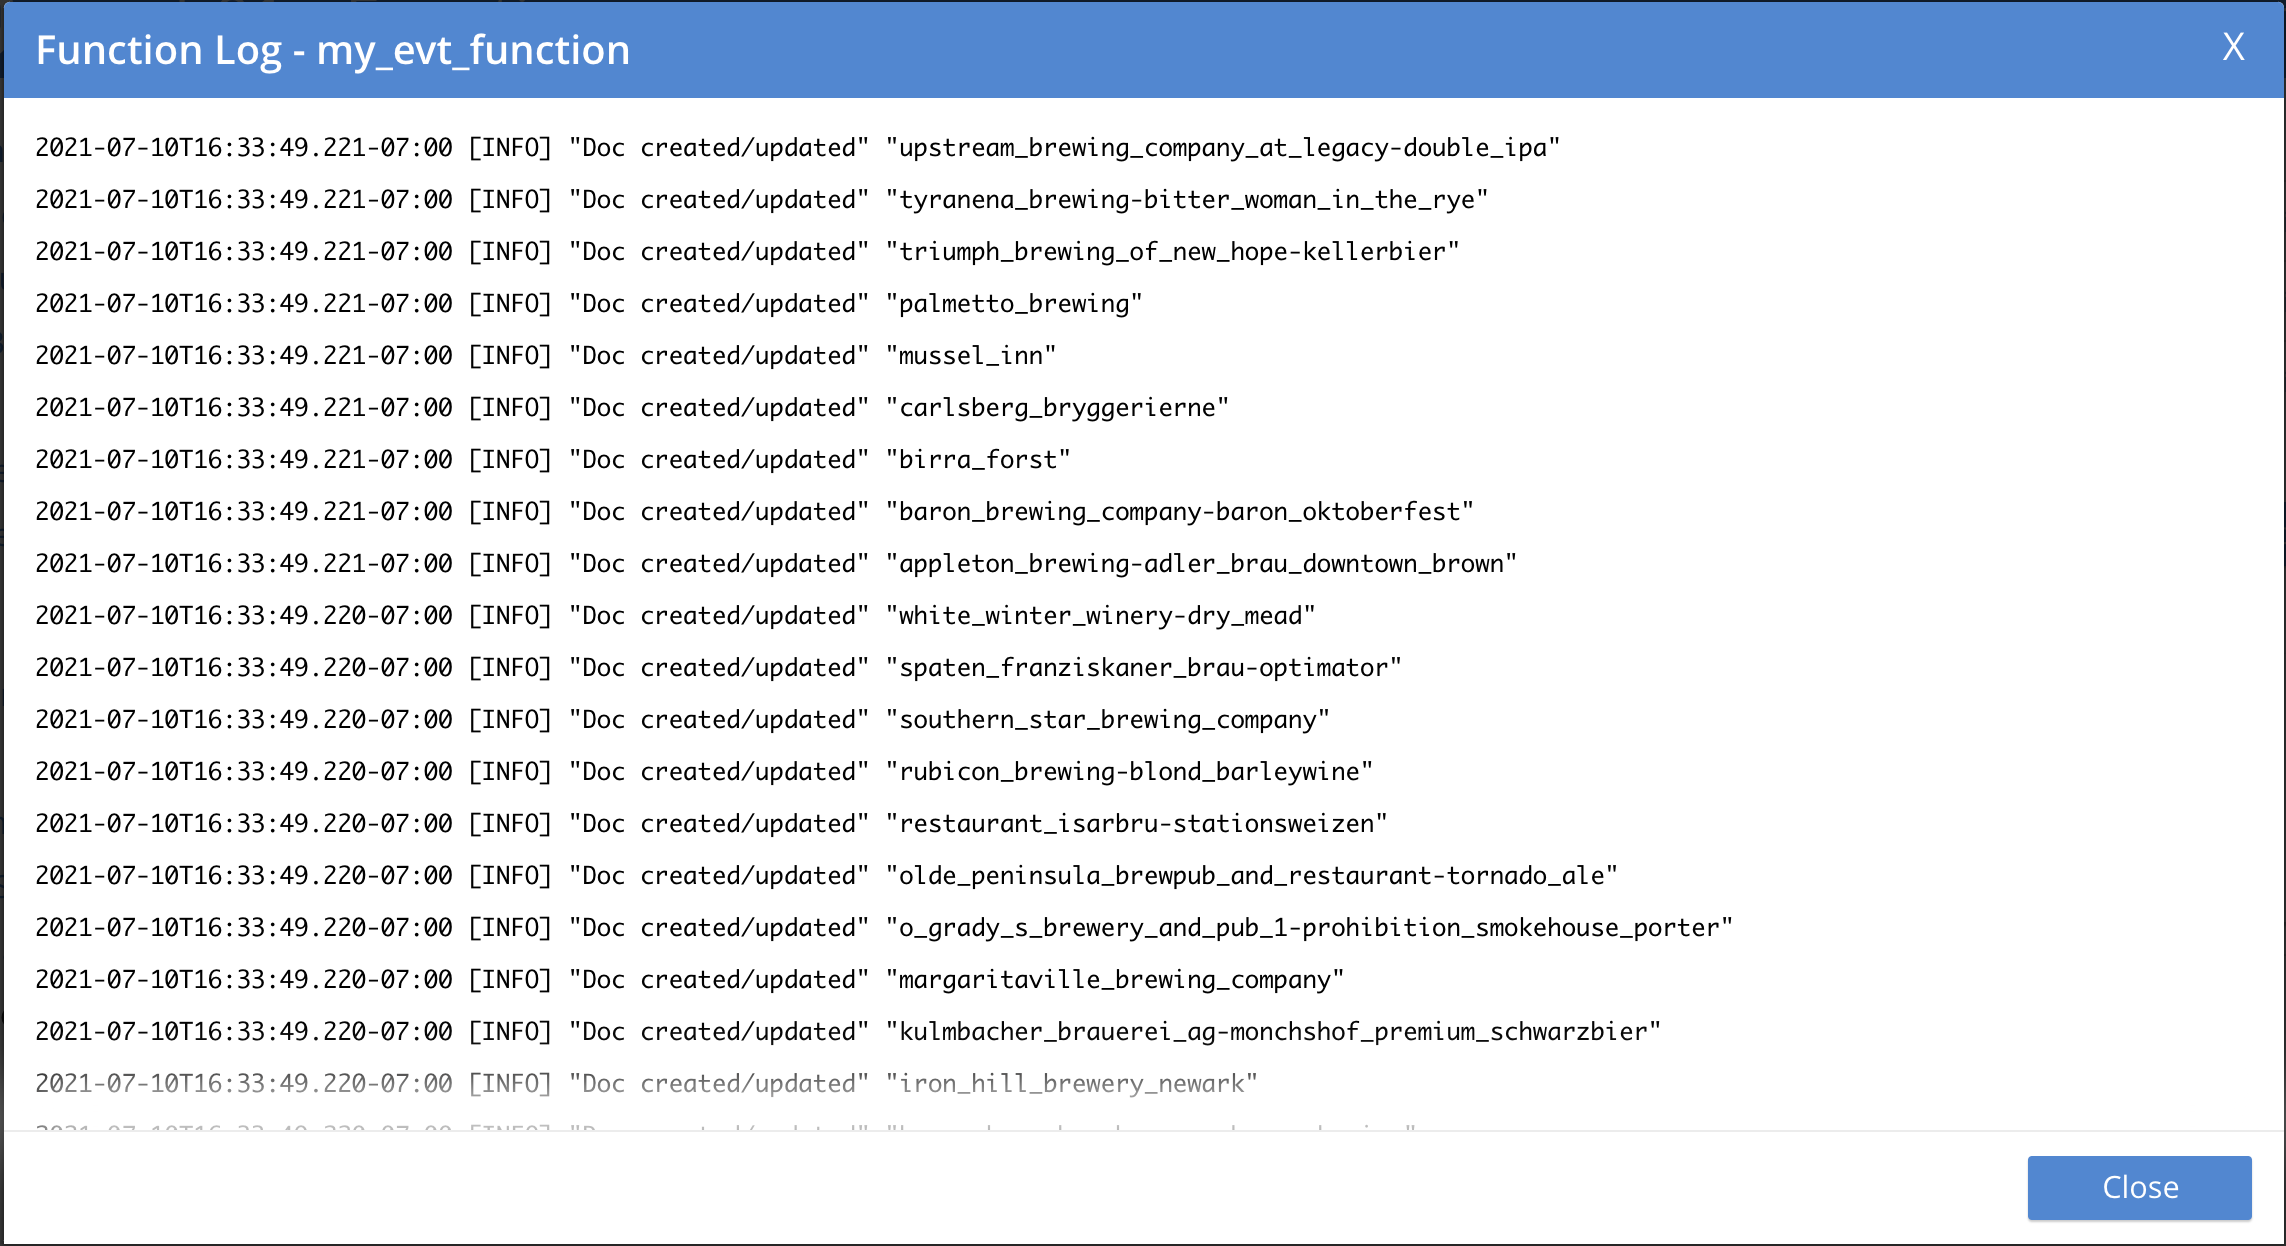 Function Log - my_evt_function X
2021-07-10T16:33:49.221-07:00 [INFO] "Doc created/updated" "upstream_brewing_company_at_legacy-double_ipa"
2021-07-10T16:33:49.221-07:00 [INFO] "Doc created/updated" "tyranena_brewing-bitter_woman_in_the_rye"
2021-07-10T16:33:49.221-07:00 [INFO] "Doc created/updated" "triumph_brewing_of_new_hope-kellerbier"
2021-07-10T16:33:49.221-07:00 [INFO] "Doc created/updated" "palmetto_brewing"
2021-07-10T16:33:49.221-07:00 [INFO] "Doc created/updated" "mussel_inn"
2021-07-10T16:33:49.221-07:00 [INFO] "Doc created/updated" "carlsberg_bryggerierne"
2021-07-10T16:33:49.221-07:00 [INFO] "Doc created/updated" "birra_forst"
2021-07-10T16:33:49.221-07:00 [INFO] "Doc created/updated" "baron_brewing_company-baron_oktoberfest"
2021-07-10T16:33:49.221-07:00 [INFO] "Doc created/updated" "appleton_brewing-adler_brau_downtown_brown"
2021-07-10T16:33:49.220-07:00 [INFO] "Doc created/updated" "white_winter_winery-dry_mead"
2021-07-10T16:33:49.220-07:00 [INFO] "Doc created/updated" "spaten_franziskaner_brau-optimator"
2021-07-10T16:33:49.220-07:00 [INFO] "Doc created/updated" "southern_star_brewing_company"
2021-07-10T16:33:49.220-07:00 [INFO] "Doc created/updated" "rubicon_brewing-blond_barleywine"
2021-07-10T16:33:49.220-07:00 [INFO] "Doc created/updated" "restaurant_isarbru-stationsweizen"
2021-07-10T16:33:49.220-07:00 [INFO] "Doc created/updated" "olde_peninsula_brewpub_and_restaurant-tornado_ale"
2021-07-10T16:33:49.220-07:00 [INFO] "Doc created/updated" "o_grady_s_brewery_and_pub_1-prohibition_smokehouse_porter"
2021-07-10T16:33:49.220-07:00 [INFO] "Doc created/updated" "margaritaville_brewing_company"
2021-07-10T16:33:49.220-07:00 [INFO] "Doc created/updated" "kulmbacher_brauerei_ag-monchshof_premium_schwarzbier"
2021-07-10T16:33:49.220-07:00 [INFO] "Doc created/updated" "iron_hill_brewery_newark"
2021-07-10T16:33:49.220-07:00 [INFO] "Doc created/updated"
Close